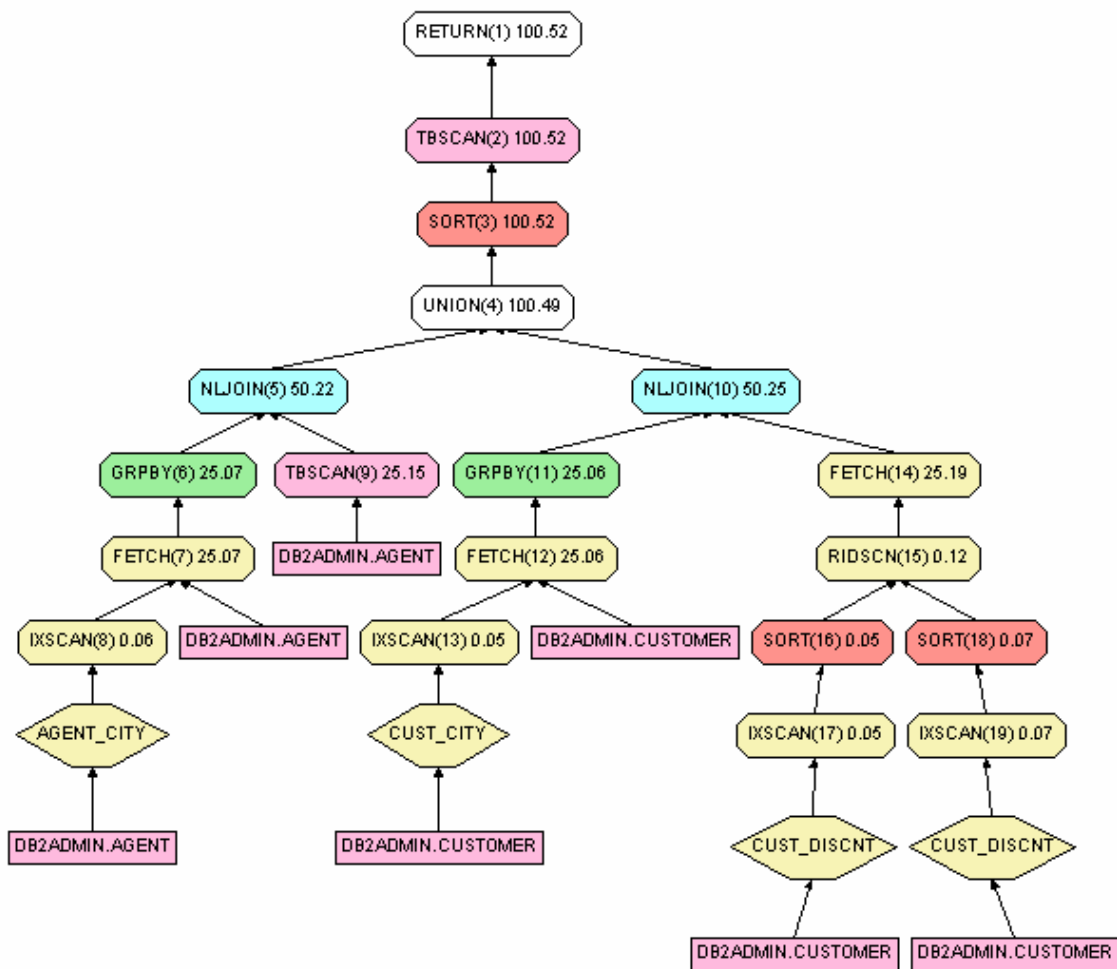 RETURN(1) 100.52
TBSCAN(2) 100.52
SORT(3) 100.52
UNION(4) 100.49
NLJOIN(5) 50.22
NLJOIN(10) 50.25
GRPBY(6) 25.07
TBSCAN(9) 25.15
GRPBY(11) 25.06
FETCH(14) 25.19
FETCH(7) 25.07
DB2ADMIN.AGENT
FETCH(12) 25.06
RIDSCN(15) 0.12
IXSCAN(8) 0.06
DB2ADMIN.AGENT
IXSCAN(13) 0.05
DB2ADMIN.CUSTOMER
SORT(16) 0.05
SORT(18) 0.07
AGENT_CITY
CUST_CITY
IXSCAN(17) 0.05
IXSCAN(19) 0.07
DB2ADMIN.AGENT
DB2ADMIN.CUSTOMER
CUST_DISCNT
CUST_DISCNT
DB2ADMIN.CUSTOMER
DB2ADMIN.CUSTOMER